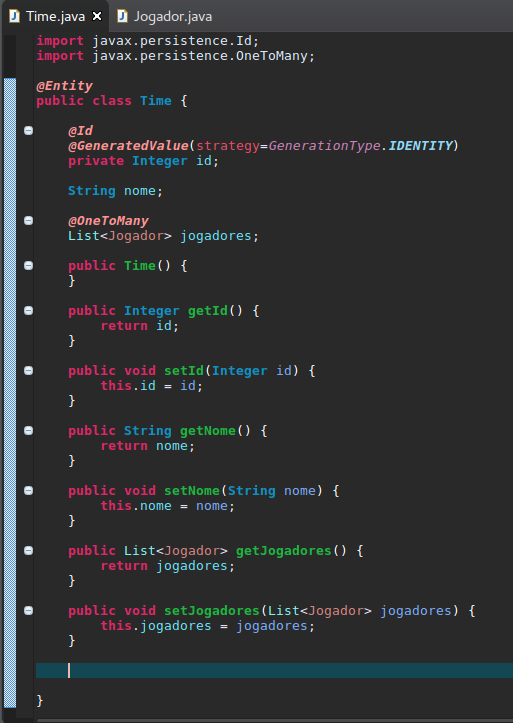 Time.java Jogador.java
import javax.persistence.Id;
import javax.persistence.OneToMany;
@Entity
public class Time {
@Id
@GeneratedValue(strategy=GenerationType.IDENTITY)
private Integer id;
String nome;
@OneToMany
List<Jogador> jogadores;
public Time() {
}
public Integer getId() {
return id;
}
public void setId(Integer id) {
this.id = id;
}
public String getNome() {
return nome;
}
public void setNome(String nome) {
this.nome = nome;
}
public List<Jogador> getJogadores() {
return jogadores;
}
public void setJogadores(List<Jogador> jogadores) {
this.jogadores = jogadores;
}
}